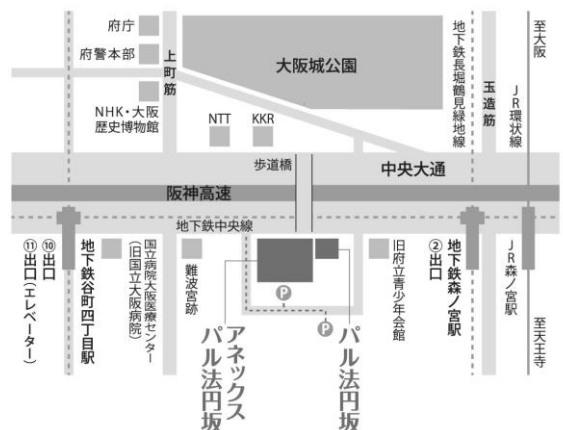 府庁
府警本部
NHK・大阪
歴史博物館
上町筋
大阪城公園
NTT
KKR
地下鉄長堀鶴見緑地線
玉造筋
至大阪
JR環状線
歩道橋
中央大通
阪神高速
地下鉄中央線
⑪出口(エレベーター)
⑩出口
地下鉄谷町四丁目駅
国立病院大阪医療センター
(旧国立大阪病院)
難波宮跡
P
P
アネックス
パル法円坂
パル法円坂
旧府立青少年会館
②出口
地下鉄森ノ宮駅
JR森ノ宮駅
至天王寺